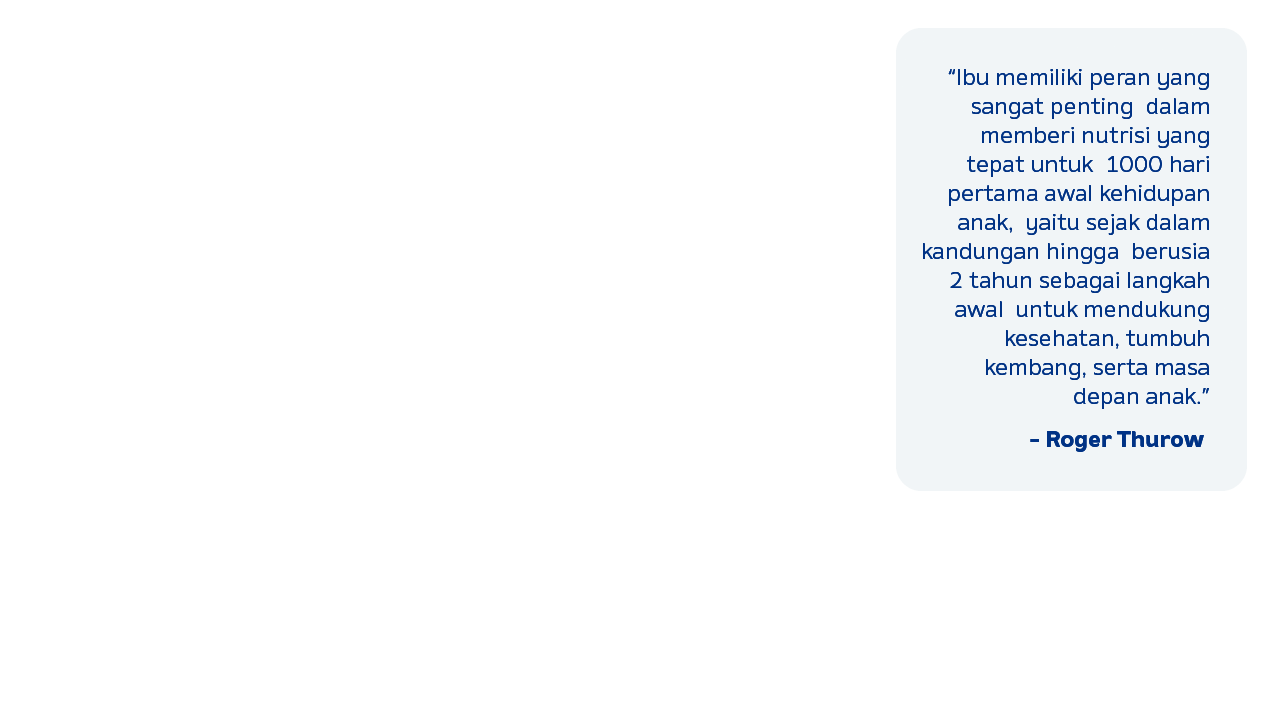 “Ibu memiliki peran yang
sangat penting  dalam
memberi nutrisi yang
tepat untuk  1000 hari
pertama awal kehidupan
anak,  yaitu sejak dalam
kandungan hingga  berusia
2 tahun sebagai langkah
awal  untuk mendukung
kesehatan, tumbuh
kembang, serta masa
depan anak.”
- Roger Thurow